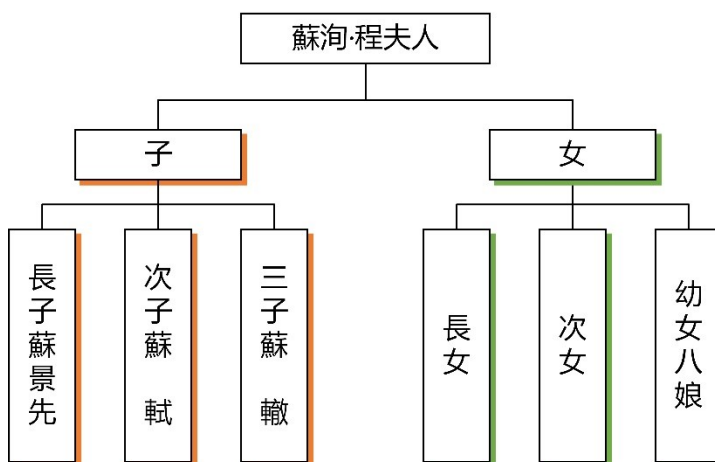 蘇洵·程夫人
子
女
長子蘇景先
次子蘇　軾
三子蘇　轍
長女
次女
幼女八娘